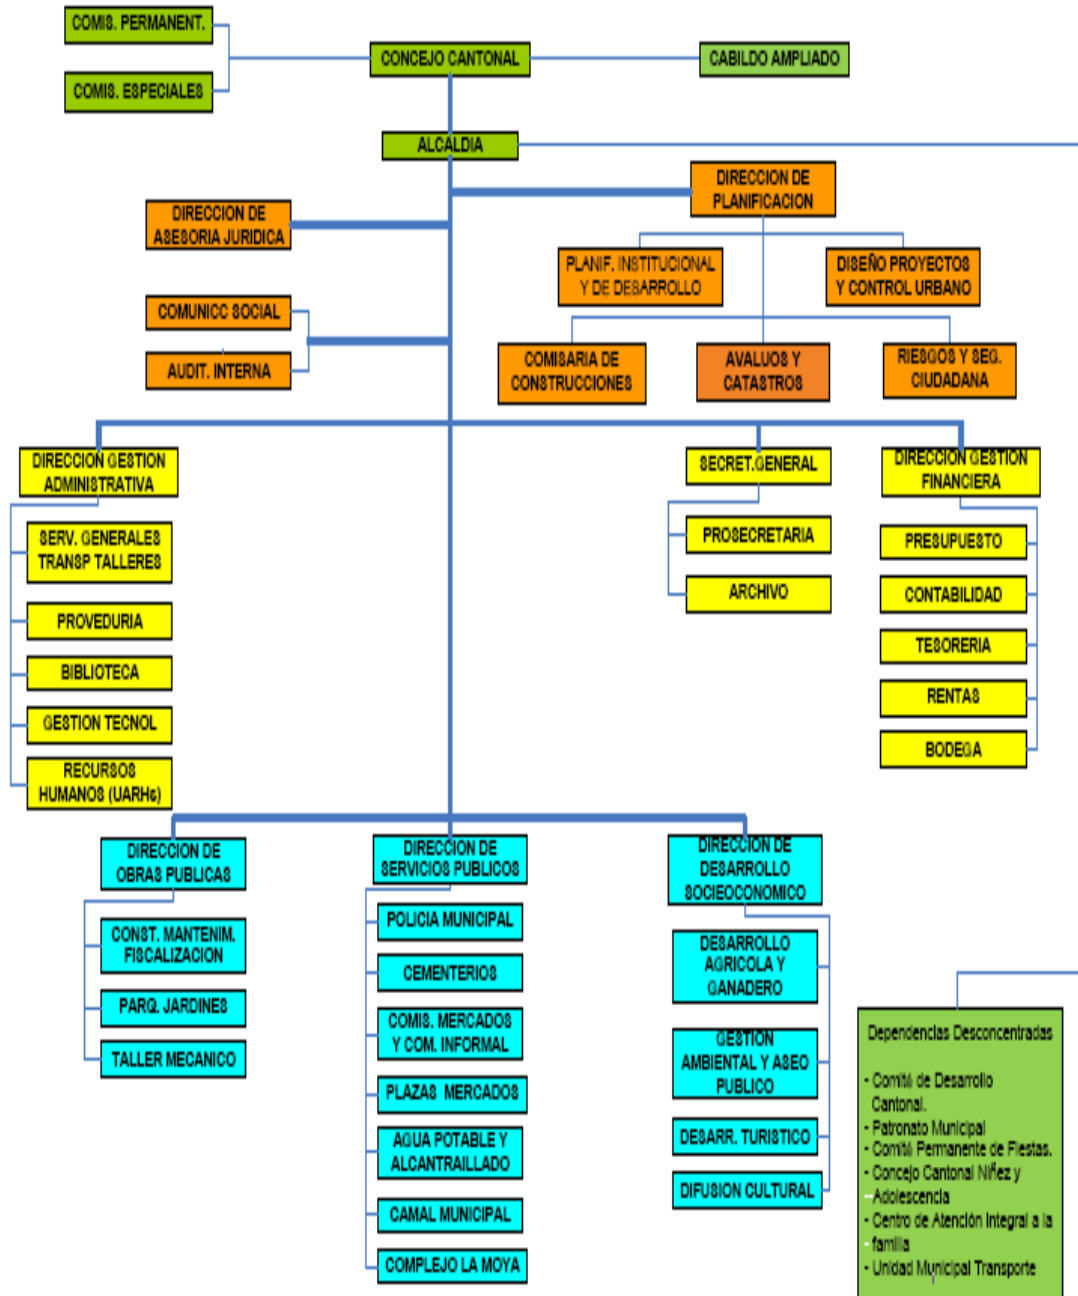 COMIS. PERMANENT.
CONCEJO CANTONAL
CABILDO AMPLIADO
COMIS. ESPECIALES
ALCALDIA
DIRECCION DE
PLANIFICACION
DIRECCION DE
ASESORIA JURIDICA
PLANIF. INSTITUCIONAL
Y DE DESARROLLO
DISEÑO PROYECTOS
Y CONTROL URBANO
COMUNICC SOCIAL
AUDIT. INTERNA
COMISARIA DE
CONSTRUCCIONES
AVALUOS Y
CATASTROS
RIESGOS Y SEG.
CIUDADANA
DIRECCION GESTION
ADMINISTRATIVA
SECRET.GENERAL
DIRECCION GESTION
FINANCIERA
SERV. GENERALES
TRANSP TALLERES
PROVEDURIA
BIBLIOTECA
GESTION TECNOL
RECURSOS
HUMANOS (UARHs)
PROSECRETARIA
ARCHIVO
PRESUPUESTO
CONTABILIDAD
TESORERIA
RENTAS
BODEGA
DIRECCION DE
OBRAS PUBLICAS
CONST. MANTENIM.
FISCALIZACION
PARQ. JARDINES
TALLER MECANICO
DIRECCION DE
SERVICIOS PUBLICOS
POLICIA MUNICIPAL
CEMENTERIOS
COMIS. MERCADOS
Y COM. INFORMAL
PLAZAS MERCADOS
AGUA POTABLE Y
ALCANTRAILLADO
CAMAL MUNICIPAL
COMPLEJO LA MOYA
DIRECCION DE
DESARROLLO
SOCIEOCONOMICO
DESARROLLO
AGRICOLA Y
GANADERO
GESTION
AMBIENTAL Y ASEO
PUBLICO
DESARR. TURISTICO
DIFUSION CULTURAL
Dependencias Desconcentradas
- Comité de Desarrollo
Cantonal.
- Patronato Municipal
- Comité Permanente de Fiestas.
- Concejo Cantonal Niñez y
Adolescencia
- Centro de Atención Integral a la
familia
- Unidad Municipal Transporte